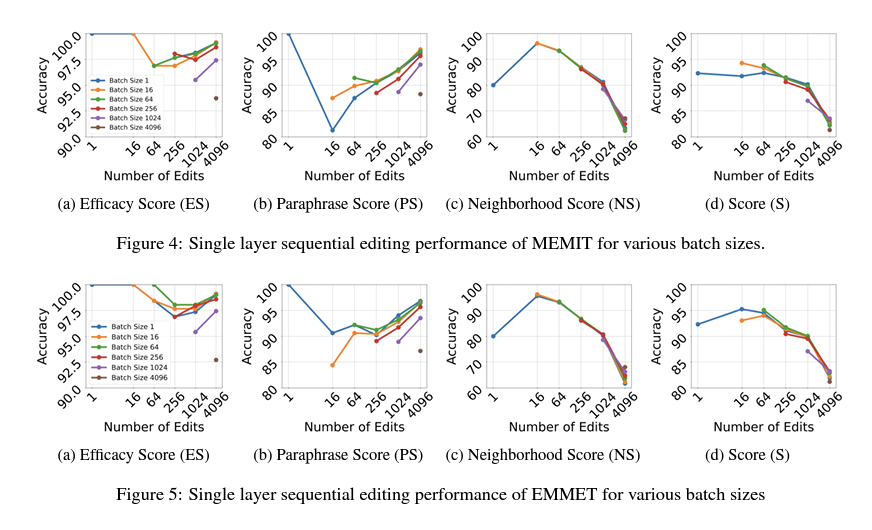 Accuracy
100.0
97.5
95.0
92.5
90.0
Batch Size 1
Batch Size 16
Batch Size 64
Batch Size 256
Batch Size 1024
Batch Size 4096
1 16 64 256 1024 4096
Number of Edits
(a) Efficacy Score (ES)
Accuracy
100
95
90
85
80
1 16 64 256 1024 4096
Number of Edits
(b) Paraphrase Score (PS)
Accuracy
100
90
80
70
60
1 16 64 256 1024 4096
Number of Edits
(c) Neighborhood Score (NS)
Accuracy
100
95
90
85
80
1 16 64 256 1024 4096
Number of Edits
(d) Score (S)
Figure 4: Single layer sequential editing performance of MEMIT for various batch sizes.
Accuracy
100.0
97.5
95.0
92.5
90.0
Batch Size 1
Batch Size 16
Batch Size 64
Batch Size 256
Batch Size 1024
Batch Size 4096
1 16 64 256 1024 4096
Number of Edits
(a) Efficacy Score (ES)
Accuracy
100
95
90
85
80
1 16 64 256 1024 4096
Number of Edits
(b) Paraphrase Score (PS)
Accuracy
100
90
80
70
60
1 16 64 256 1024 4096
Number of Edits
(c) Neighborhood Score (NS)
Accuracy
100
95
90
85
80
1 16 64 256 1024 4096
Number of Edits
(d) Score (S)
Figure 5: Single layer sequential editing performance of EMMET for various batch sizes